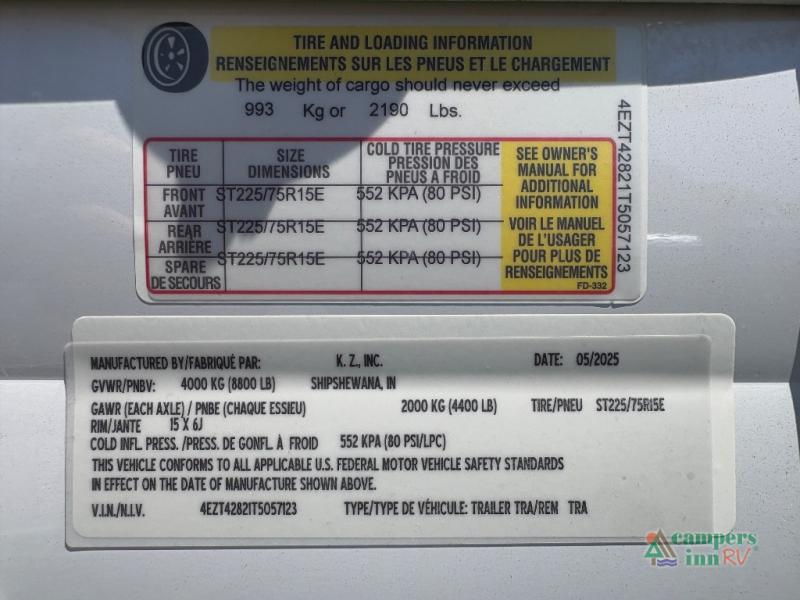 TIRE AND LOADING INFORMATION
RENSEIGNEMENTS SUR LES PNEUS ET LE CHARGEMENT
The weight of cargo should never exceed
993 Kg or 2190 Lbs.
TIRE PNEU
SIZE DIMENSIONS
COLD TIRE PRESSURE
PRESSION DES PNEUS À FROID
FRONT AVANT ST225/75R15E 552 KPA (80 PSI)
REAR ARRIÈRE ST225/75R15E 552 KPA (80 PSI)
SPARE DE SECOURS ST225/75R15E 552 KPA (80 PSI)
SEE OWNER'S
MANUAL FOR
ADDITIONAL
INFORMATION
VOIR LE MANUEL
DE L'USAGER
POUR PLUS DE
RENSEIGNEMENTS
FD-332
4EZT42821T5057123
MANUFACTURED BY/FABRIQUÉ PAR: K. Z., INC. DATE: 05/2025
GVWR/PNBV: 4000 KG (8800 LB) SHIPSHEWANA, IN
GAWR (EACH AXLE) / PNBE (CHAQUE ESSIEU) 2000 KG (4400 LB) TIRE/PNEU ST225/75R15E
RIM/JANTE 15 X 6J
COLD INFL. PRESS. /PRESS. DE GONFL. À FROID 552 KPA (80 PSI/LPC)
THIS VEHICLE CONFORMS TO ALL APPLICABLE U.S. FEDERAL MOTOR VEHICLE SAFETY STANDARDS
IN EFFECT ON THE DATE OF MANUFACTURE SHOWN ABOVE.
V.I.N./N.I.V. 4EZT42821T5057123 TYPE/TYPE DE VÉHICULE: TRAILER TRA/REM TRA
campers
inn RV